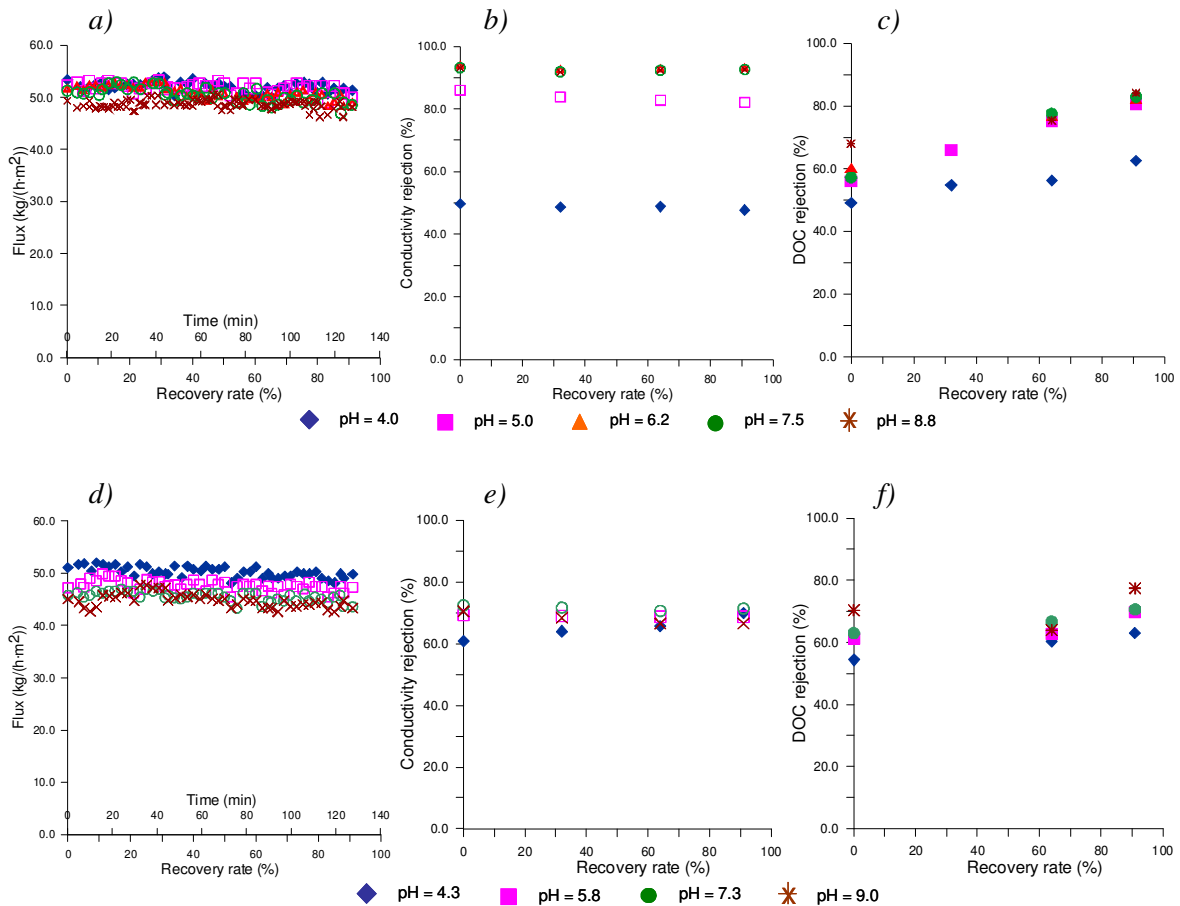 a)
60.0
50.0
40.0
30.0
20.0
10.0
0.0
Flux (kg/(h·m²))
Time (min)
0 20 40 60 80 100 120 140
0 20 40 60 80 100
Recovery rate (%)
b)
100.0
80.0
60.0
40.0
20.0
0.0
Conductivity rejection (%)
0 20 40 60 80 100
Recovery rate (%)
c)
100.0
80.0
60.0
40.0
20.0
0.0
DOC rejection (%)
0 20 40 60 80 100
Recovery rate (%)
pH = 4.0 pH = 5.0 pH = 6.2 pH = 7.5 pH = 8.8
d)
60.0
50.0
40.0
30.0
20.0
10.0
0.0
Flux (kg/(h·m²))
Time (min)
0 20 40 60 80 100 120 140
0 20 40 60 80 100
Recovery rate (%)
e)
100.0
80.0
60.0
40.0
20.0
0.0
Conductivity rejection (%)
0 20 40 60 80 100
Recovery rate (%)
f)
100.0
80.0
60.0
40.0
20.0
0.0
DOC rejection (%)
0 20 40 60 80 100
Recovery rate (%)
pH = 4.3 pH = 5.8 pH = 7.3 pH = 9.0